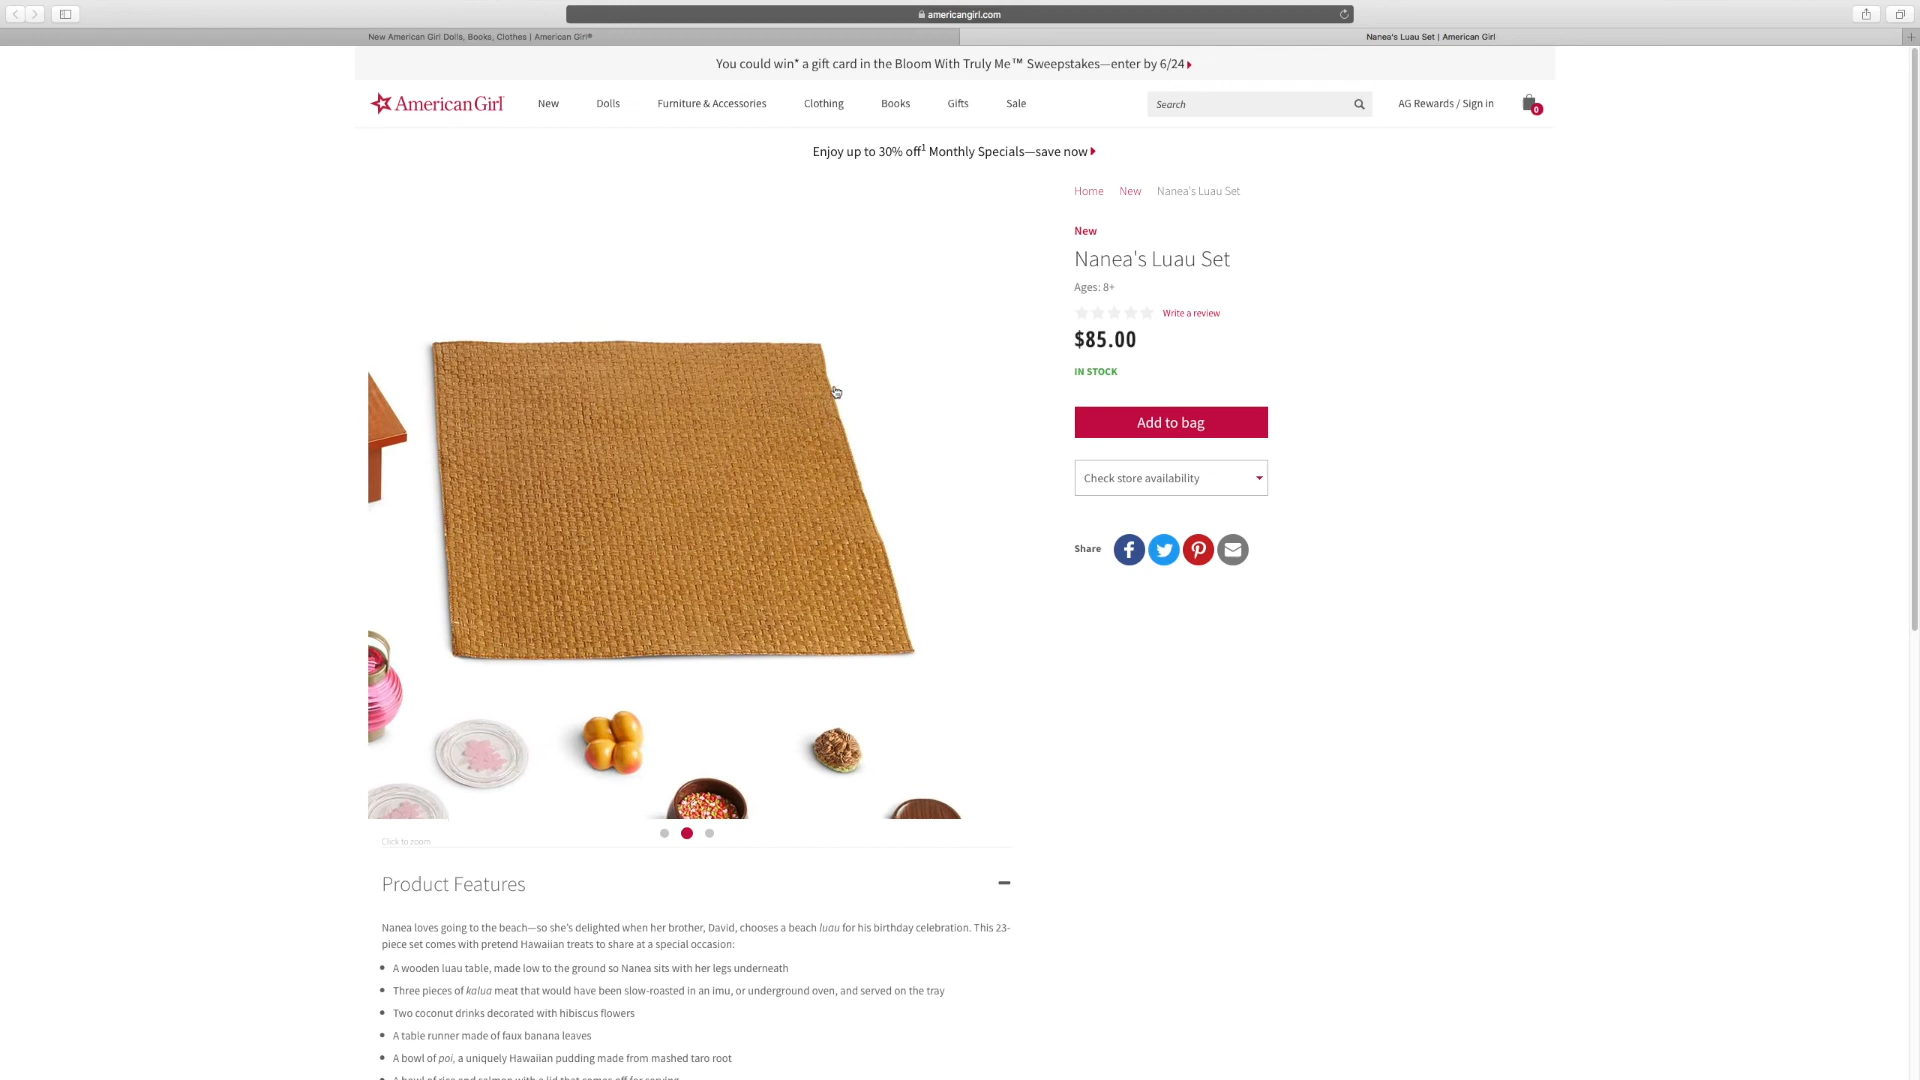 americangirl.com
New American Girl Dolls, Books, Clothes | American Girl®
Nanea's Luau Set | American Girl
You could win* a gift card in the Bloom With Truly Me™ Sweepstakes—enter by 6/24
American Girl
New
Dolls
Furniture & Accessories
Clothing
Books
Gifts
Sale
Search
AG Rewards / Sign in
0
Enjoy up to 30% off¹ Monthly Specials—save now
Home New Nanea's Luau Set
New
Nanea's Luau Set
Ages: 8+
Write a review
$85.00
IN STOCK
Add to bag
Check store availability
Share
Click to zoom
Product Features
Nanea loves going to the beach—so she's delighted when her brother, David, chooses a beach luau for his birthday celebration. This 23-
piece set comes with pretend Hawaiian treats to share at a special occasion:
A wooden luau table, made low to the ground so Nanea sits with her legs underneath
Three pieces of kalua meat that would have been slow-roasted in an imu, or underground oven, and served on the tray
Two coconut drinks decorated with hibiscus flowers
A table runner made of faux banana leaves
A bowl of poi, a uniquely Hawaiian pudding made from mashed taro root
A bowl of rice and salmon with a lid that comes off for serving